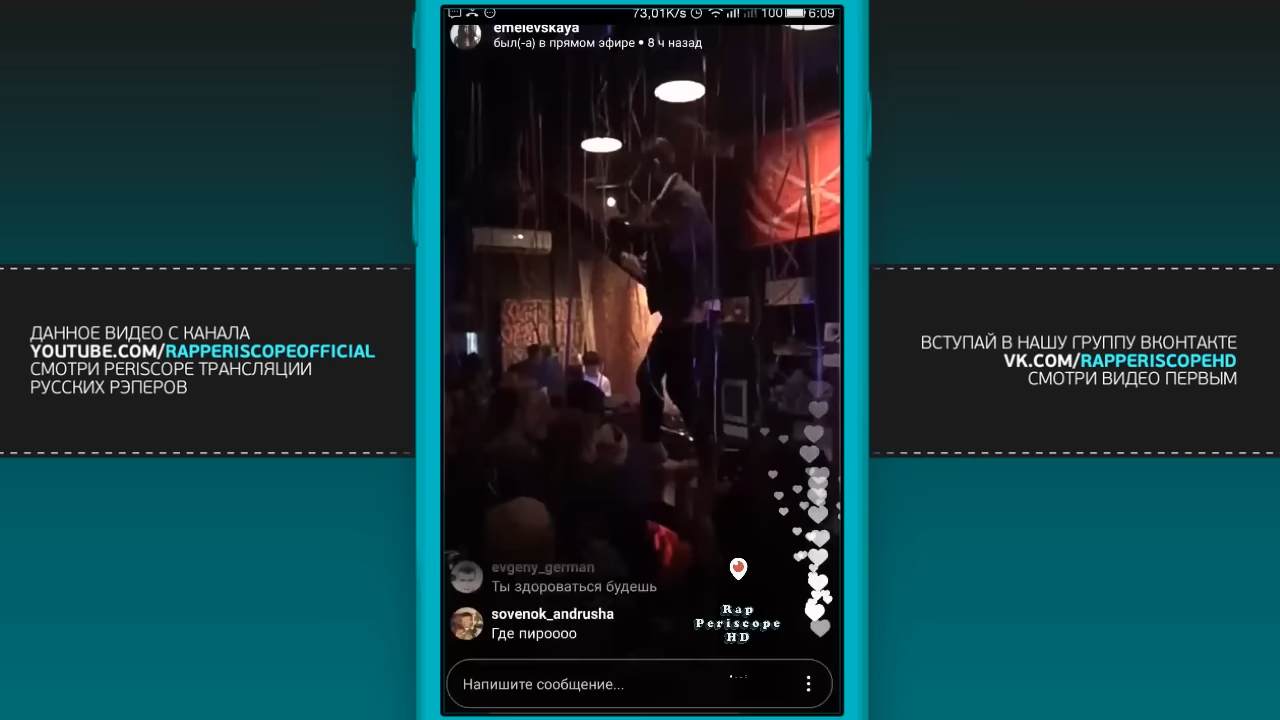 73,01K/s 100 6:09
emelevskaya
был(-а) в прямом эфире • 8 ч назад
ДАННОЕ ВИДЕО С КАНАЛА
YOUTUBE.COM/RAPPERISCOPEOFFICIAL
СМОТРИ PERISCOPE ТРАНСЛЯЦИИ
РУССКИХ РЭПЕРОВ
ВСТУПАЙ В НАШУ ГРУППУ ВКОНТАКТЕ
VK.COM/RAPPERISCOPEHD
СМОТРИ ВИДЕО ПЕРВЫМ
evgeny_german
Ты здороваться будешь
sovenok_andrusha
Где пироооо
Rap
Periscope
HD
Напишите сообщение...